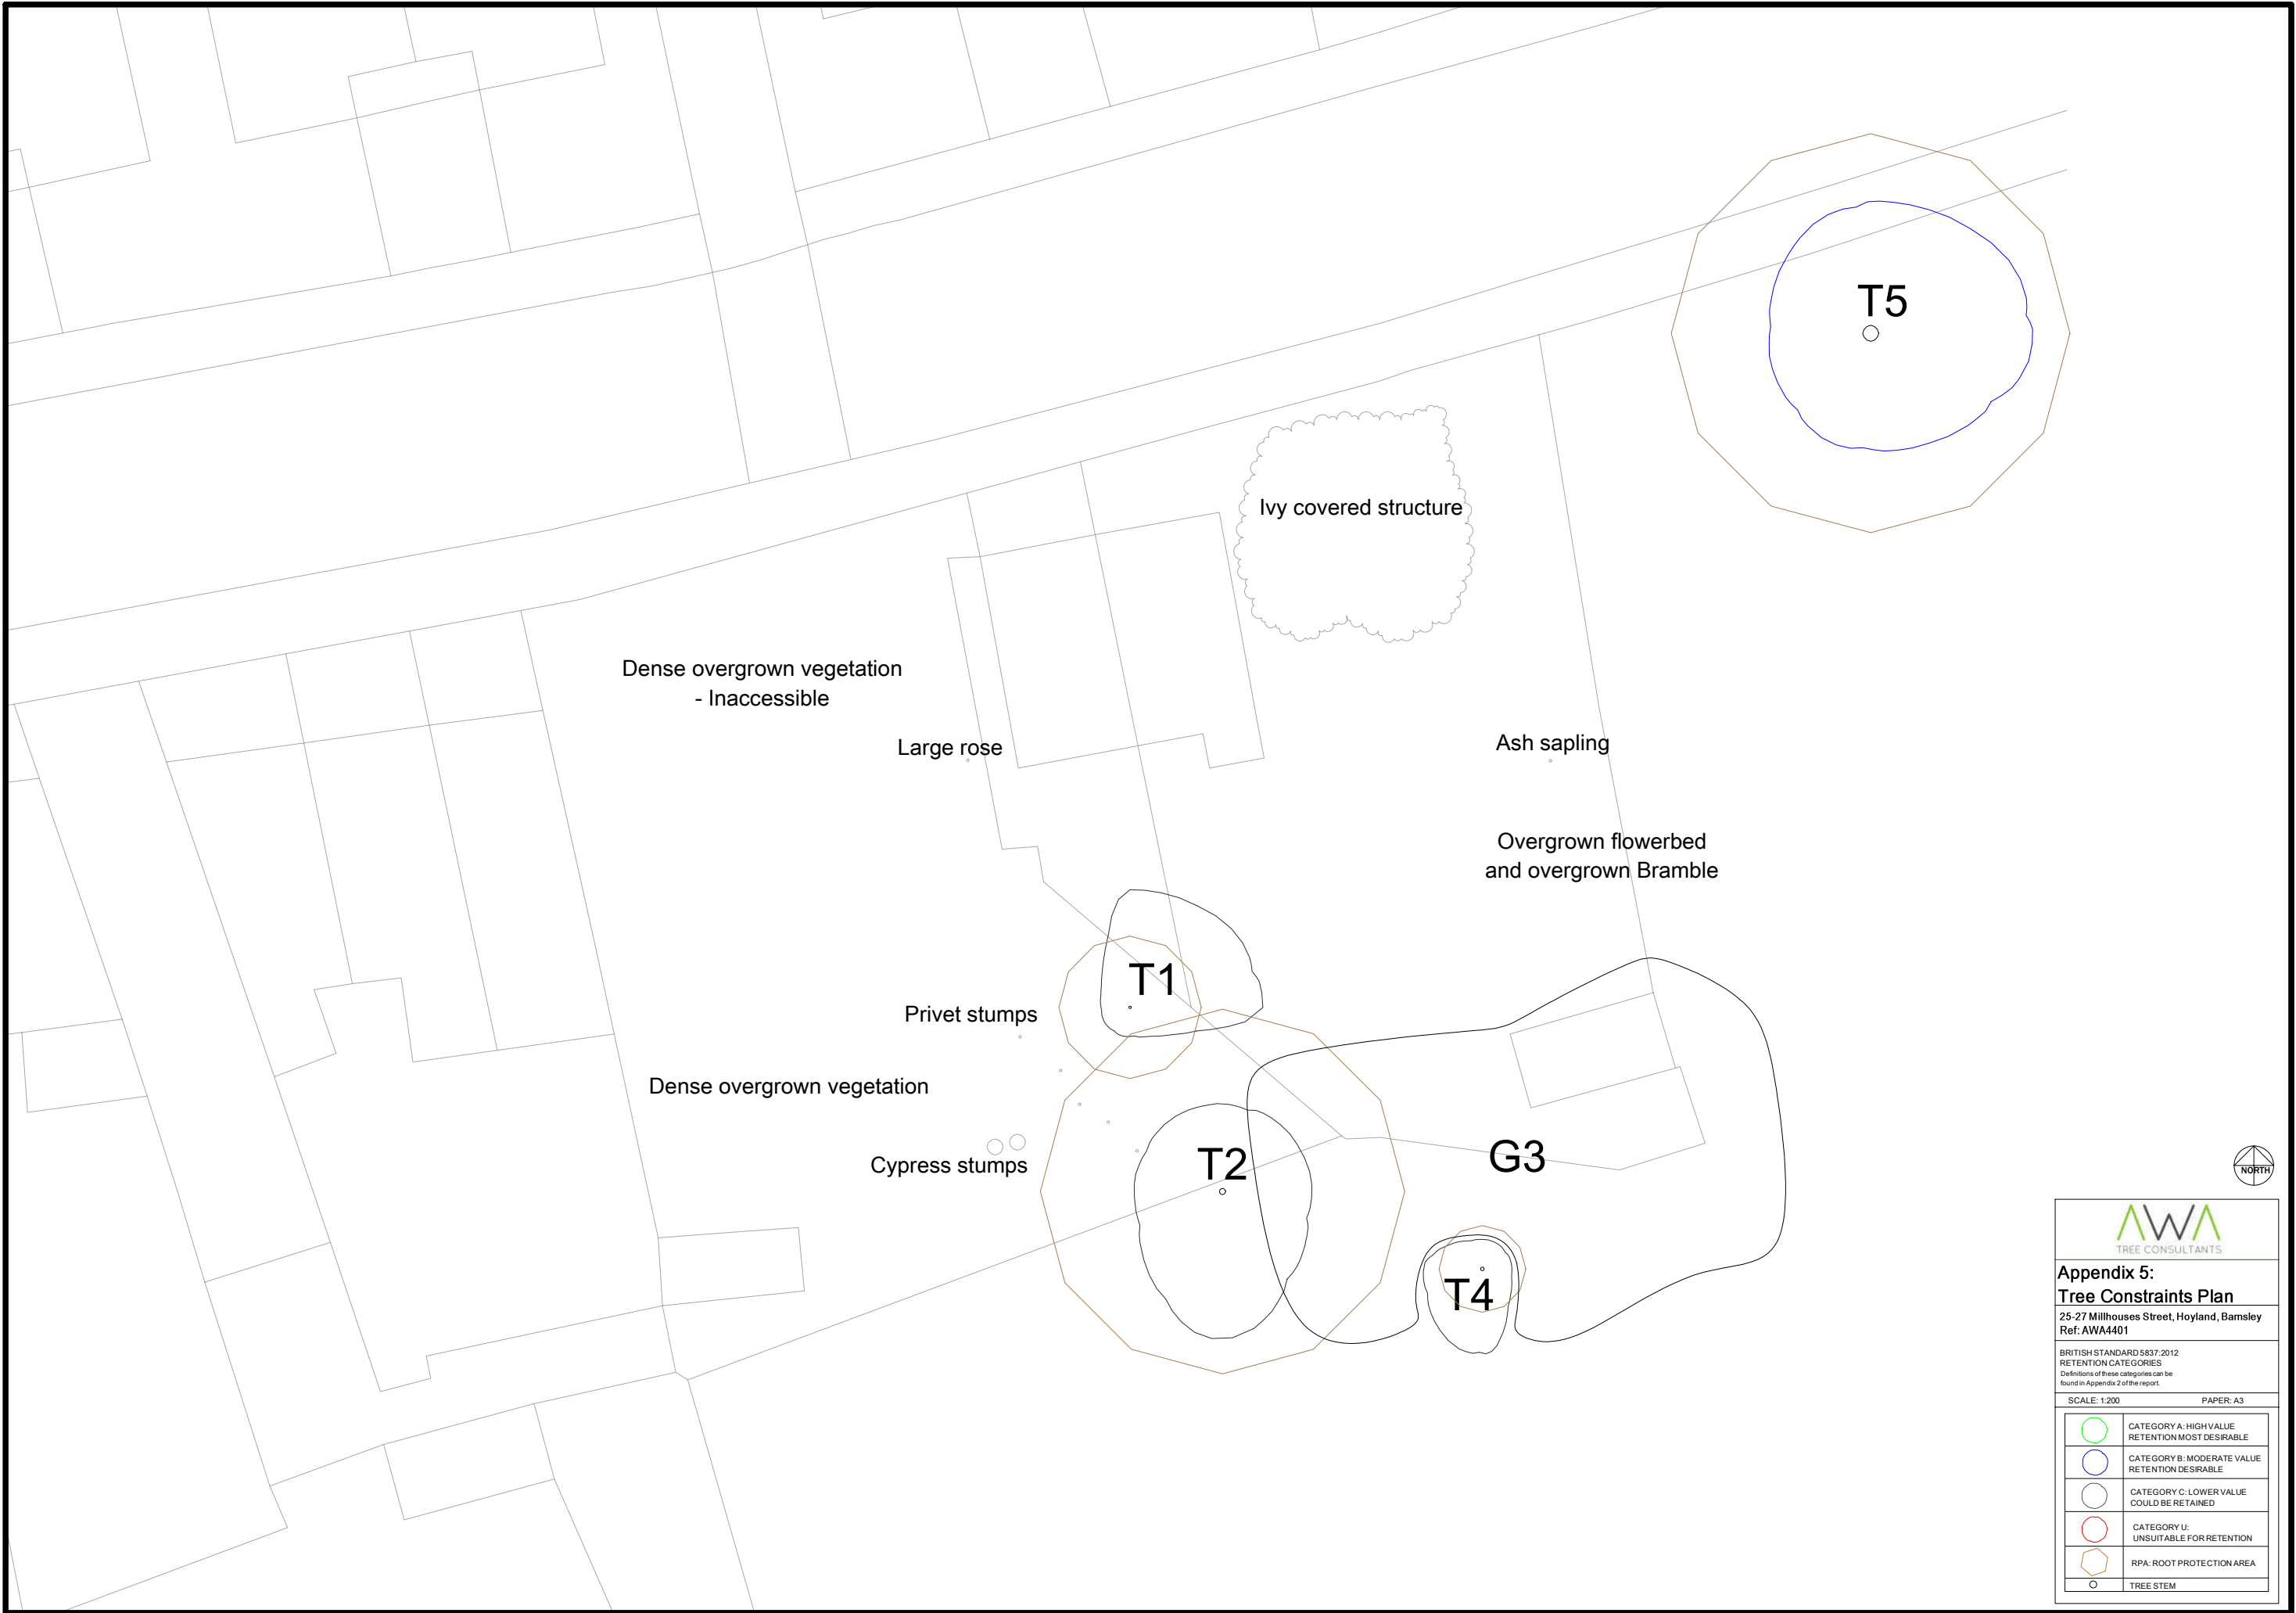 T5
Ivy covered structure
Dense overgrown vegetation
- Inaccessible
Large rose
Ash sapling
Overgrown flowerbed
and overgrown Bramble
T1
Privet stumps
Dense overgrown vegetation
Cypress stumps
T2
G3
T4
NORTH
AWA
TREE CONSULTANTS
Appendix 5:
Tree Constraints Plan
25-27 Millhouses Street, Hoyland, Barnsley
Ref: AWA4401
BRITISH STANDARD 5837:2012
RETENTION CATEGORIES
Definitions of these categories can be
found in Appendix 2 of the report.
SCALE: 1:200 PAPER: A3
CATEGORY A: HIGH VALUE
RETENTION MOST DESIRABLE
CATEGORY B: MODERATE VALUE
RETENTION DESIRABLE
CATEGORY C: LOWER VALUE
COULD BE RETAINED
CATEGORY U:
UNSUITABLE FOR RETENTION
RPA: ROOT PROTECTION AREA
TREE STEM